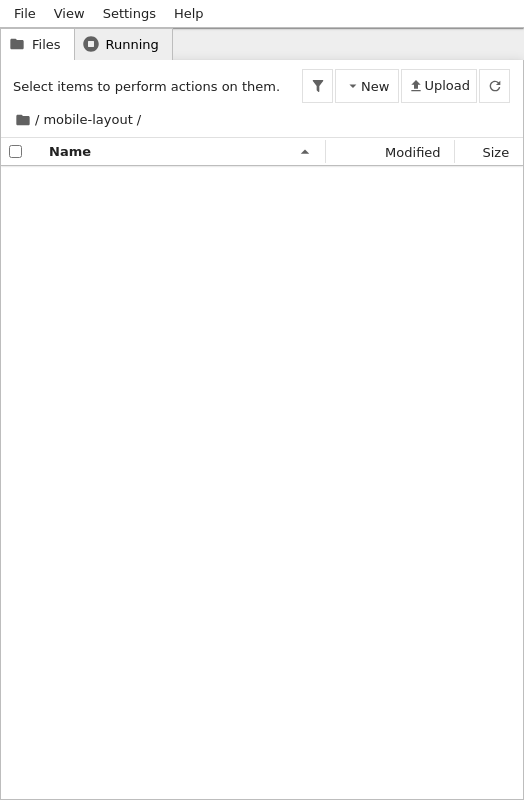 File View Settings Help
Files Running
Select items to perform actions on them. New Upload
/ mobile-layout /
Name Modified Size